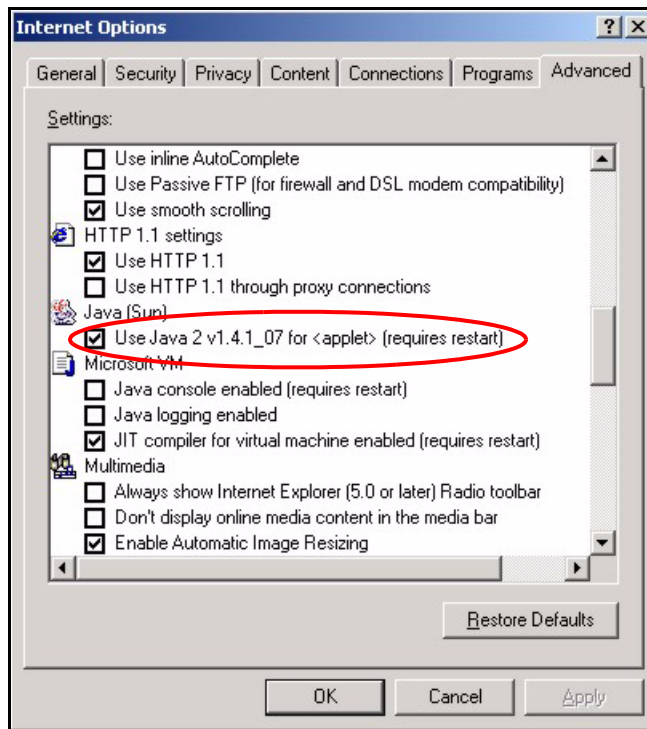 Internet Options
General Security Privacy Content Connections Programs Advanced
Settings:
Use inline AutoComplete
Use Passive FTP (for firewall and DSL modem compatibility)
Use smooth scrolling
HTTP 1.1 settings
Use HTTP 1.1
Use HTTP 1.1 through proxy connections
Java (Sun)
Use Java 2 v1.4.1_07 for <applet> (requires restart)
Microsoft VM
Java console enabled (requires restart)
Java logging enabled
JIT compiler for virtual machine enabled (requires restart)
Multimedia
Always show Internet Explorer (5.0 or later) Radio toolbar
Don't display online media content in the media bar
Enable Automatic Image Resizing
Restore Defaults
OK Cancel Apply